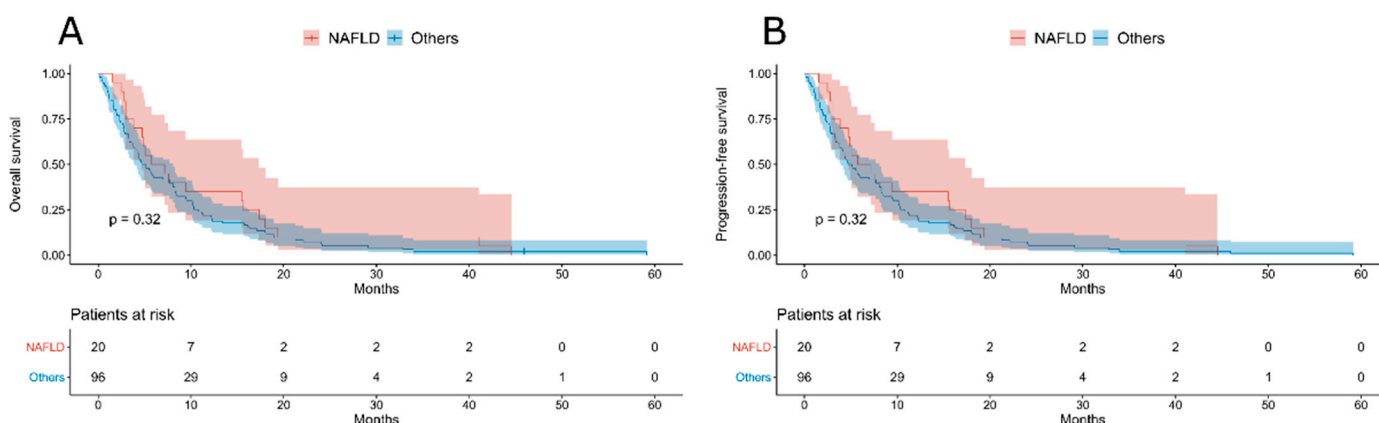 A
NAFLD Others
Overall survival
1.00
0.75
0.50
0.25
0.00
p = 0.32
0 10 20 30 40 50 60
Months
Patients at risk
NAFLD 20 7 2 2 2 0 0
Others 96 29 9 4 2 1 0
0 10 20 30 40 50 60
Months
B
NAFLD Others
Progression-free survival
1.00
0.75
0.50
0.25
0.00
p = 0.32
0 10 20 30 40 50 60
Months
Patients at risk
NAFLD 20 7 2 2 2 0 0
Others 96 29 9 4 2 1 0
0 10 20 30 40 50 60
Months